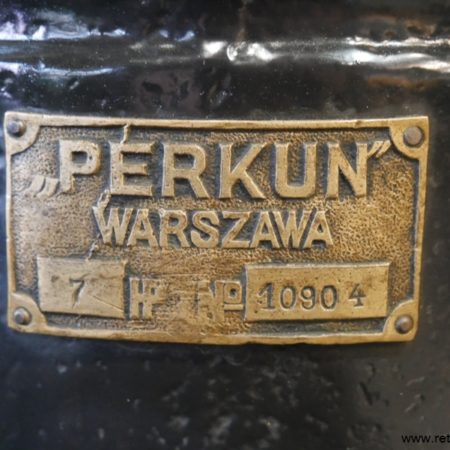 „PERKUN”
WARSZAWA
7 HP No 10904
www.ret